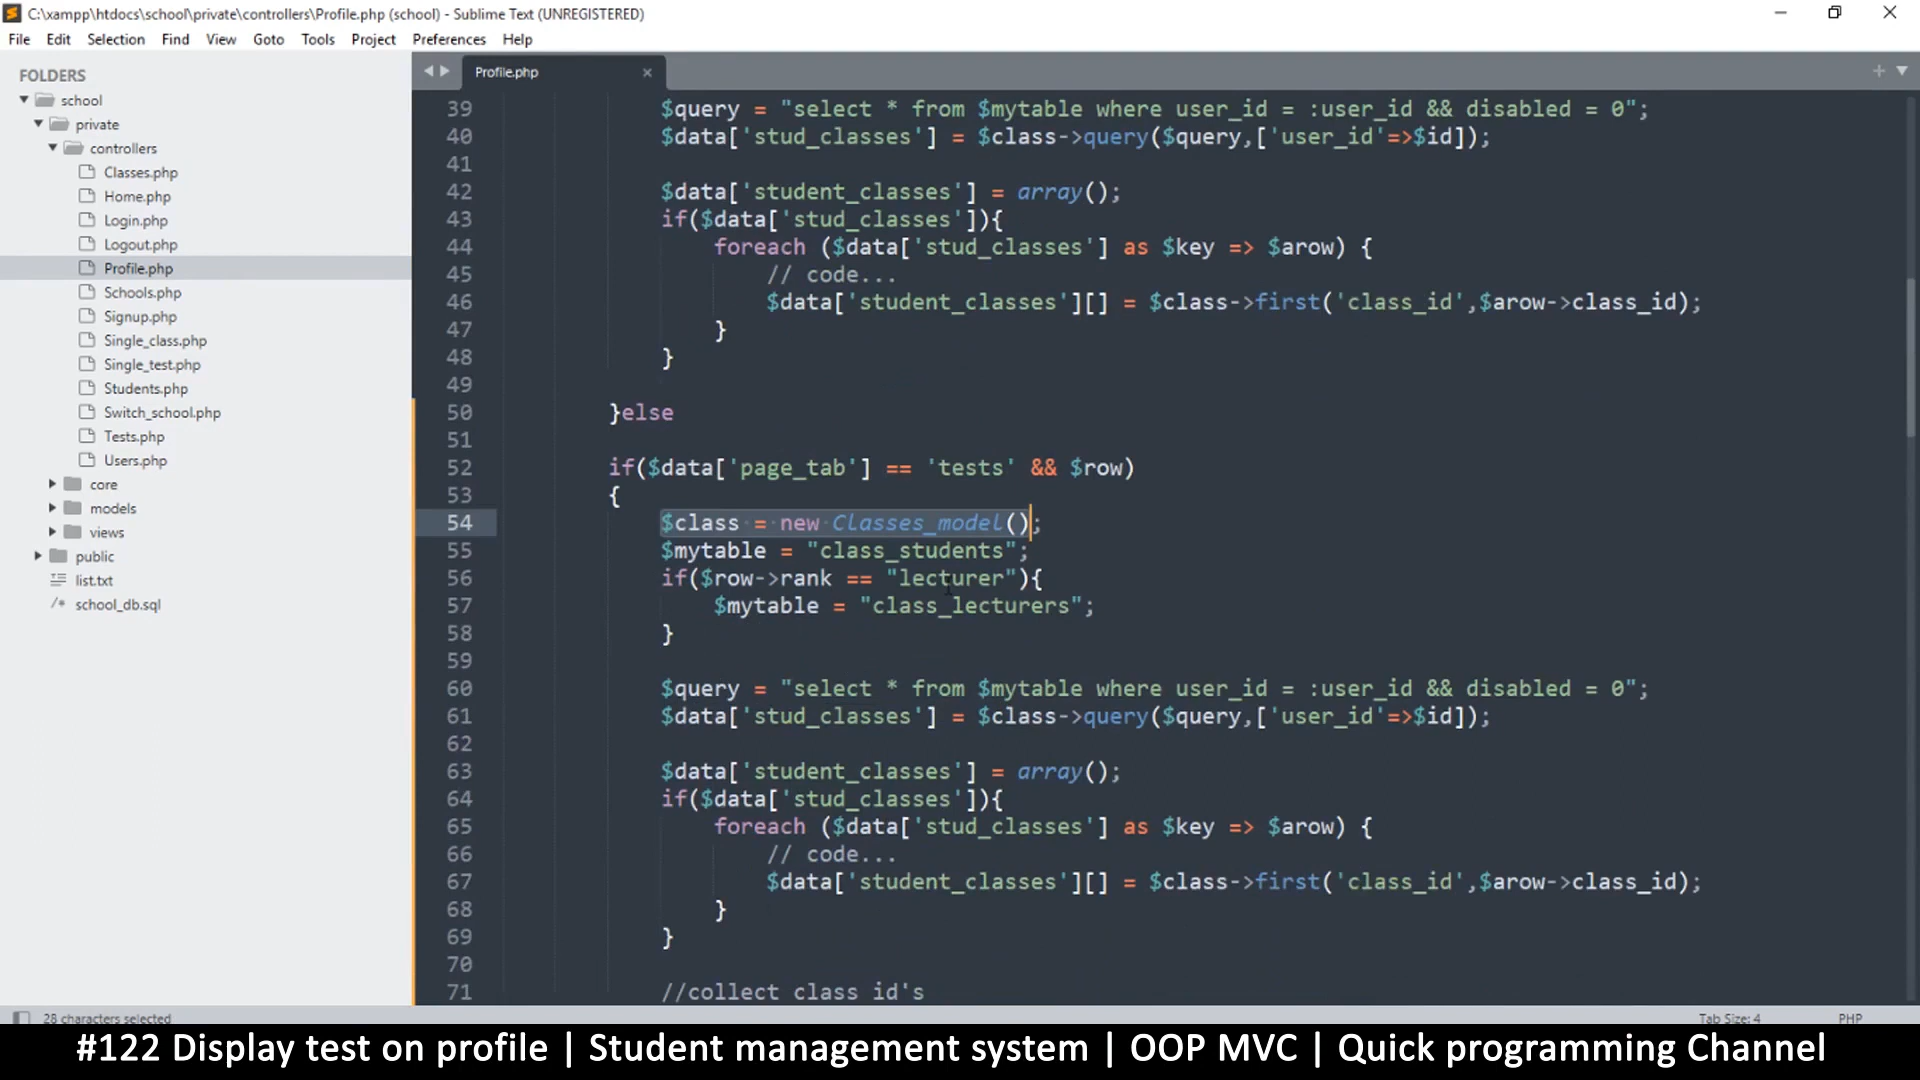 C:\xampp\htdocs\school\private\controllers\Profile.php (school) - Sublime Text (UNREGISTERED)
File Edit Selection Find View Goto Tools Project Preferences Help
FOLDERS
school
private
controllers
Classes.php
Home.php
Login.php
Logout.php
Profile.php
Schools.php
Signup.php
Single_class.php
Single_test.php
Students.php
Switch_school.php
Tests.php
Users.php
core
models
views
public
list.txt
/* school_db.sql
Profile.php
39 $query = "select * from $mytable where user_id = :user_id && disabled = 0";
40 $data['stud_classes'] = $class->query($query,['user_id'=>$id]);
41
42 $data['student_classes'] = array();
43 if($data['stud_classes']){
44 foreach ($data['stud_classes'] as $key => $arow) {
45 // code...
46 $data['student_classes'][] = $class->first('class_id',$arow->class_id);
47 }
48 }
49
50 }else
51
52 if($data['page_tab'] == 'tests' && $row)
53 {
54 $class = new Classes_model();
55 $mytable = "class_students";
56 if($row->rank == "lecturer"){
57 $mytable = "class_lecturers";
58 }
59
60 $query = "select * from $mytable where user_id = :user_id && disabled = 0";
61 $data['stud_classes'] = $class->query($query,['user_id'=>$id]);
62
63 $data['student_classes'] = array();
64 if($data['stud_classes']){
65 foreach ($data['stud_classes'] as $key => $arow) {
66 // code...
67 $data['student_classes'][] = $class->first('class_id',$arow->class_id);
68 }
69 }
70
71 //collect class id's
28 characters selected
Tab Size: 4
PHP
#122 Display test on profile | Student management system | OOP MVC | Quick programming Channel